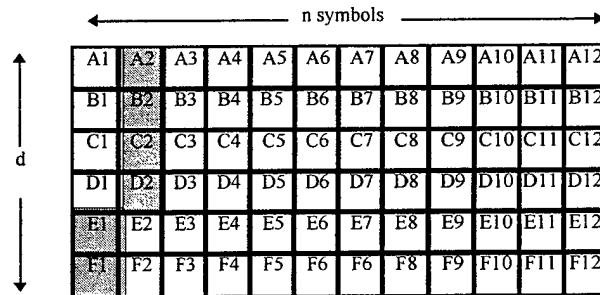 n symbols
A1 A2 A3 A4 A5 A6 A7 A8 A9 A10 A11 A12
B1 B2 B3 B4 B5 B6 B7 B8 B9 B10 B11 B12
C1 C2 C3 C4 C5 C6 C7 C8 C9 C10 C11 C12
d
D1 D2 D3 D4 D5 D6 D7 D8 D9 D10 D11 D12
E1 E2 E3 E4 E5 E6 E7 E8 E9 E10 E11 E12
F1 F2 F3 F4 F5 F6 F6 F8 F9 F10 F11 F12